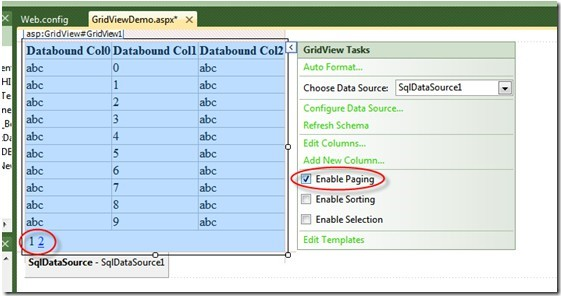 Web.config
GridViewDemo.aspx*
asp:GridView#GridView1
Databound Col0 Databound Col1 Databound Col2
abc 0 abc
abc 1 abc
abc 2 abc
abc 3 abc
abc 4 abc
abc 5 abc
abc 6 abc
abc 7 abc
abc 8 abc
abc 9 abc
1 2
SqlDataSource - SqlDataSource1
GridView Tasks
Auto Format...
Choose Data Source: SqlDataSource1
Configure Data Source...
Refresh Schema
Edit Columns...
Add New Column...
Enable Paging
Enable Sorting
Enable Selection
Edit Templates